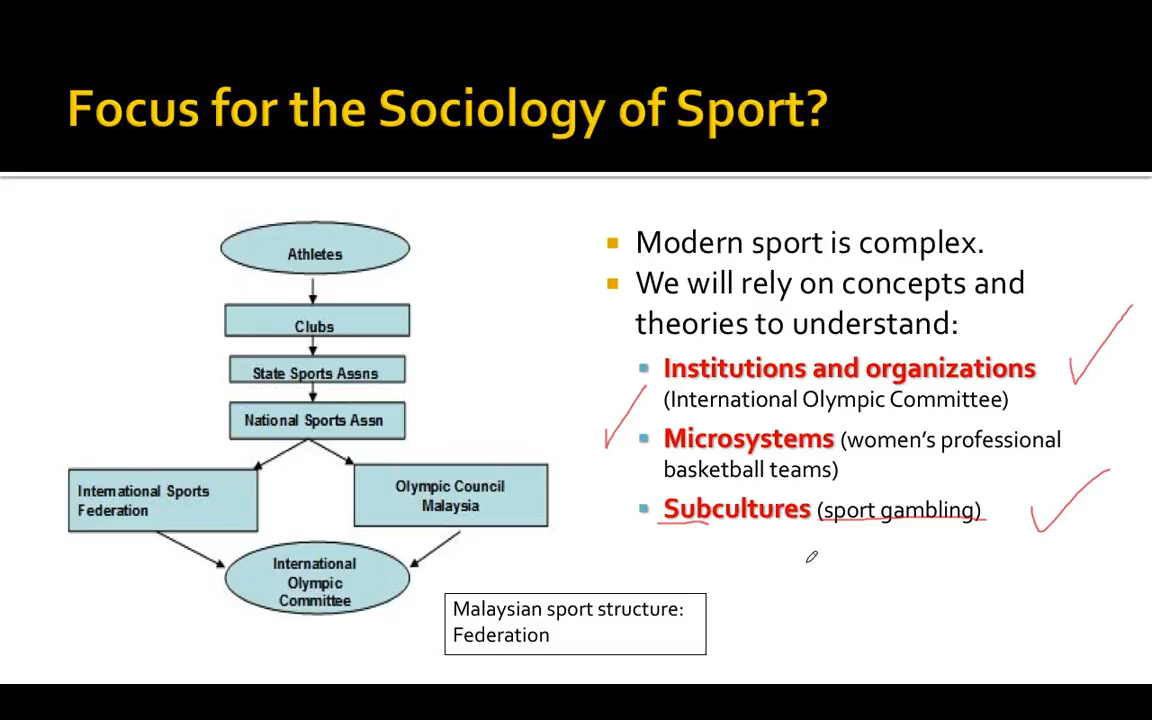 Focus for the Sociology of Sport?
Athletes
Clubs
State Sports Assns
National Sports Assn
International Sports
Federation
Olympic Council
Malaysia
International
Olympic
Committee
Malaysian sport structure:
Federation
Modern sport is complex.
We will rely on concepts and
theories to understand:
Institutions and organizations
(International Olympic Committee)
Microsystems (women’s professional
basketball teams)
Subcultures (sport gambling)